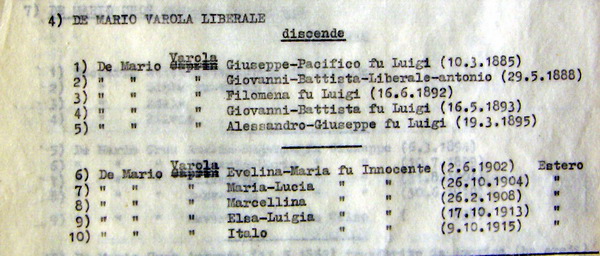 4) DE MARIO VAROLA LIBERALE
discende
Varola
1) De Mario Caprin Giuseppe-Pacifico fu Luigi (10.3.1885)
2) " " " Giovanni-Battista-Liberale-antonio (29.5.1888)
3) " " " Filomena fu Luigi (16.6.1892)
4) " " " Giovanni-Battista fu Luigi (16.5.1893)
5) " " " Alessandro-Giuseppe fu Luigi (19.3.1895)
Varola
6) De Mario Caprin Evelina-Maria fu Innocente (2.6.1902) Estero
7) " " " Maria-Lucia " " (26.10.1904) "
8) " " " Marcellina " " (26.2.1908) "
9) " " " Elsa-Luigia " " (17.10.1913) "
10) " " " Italo " " (9.10.1915) "